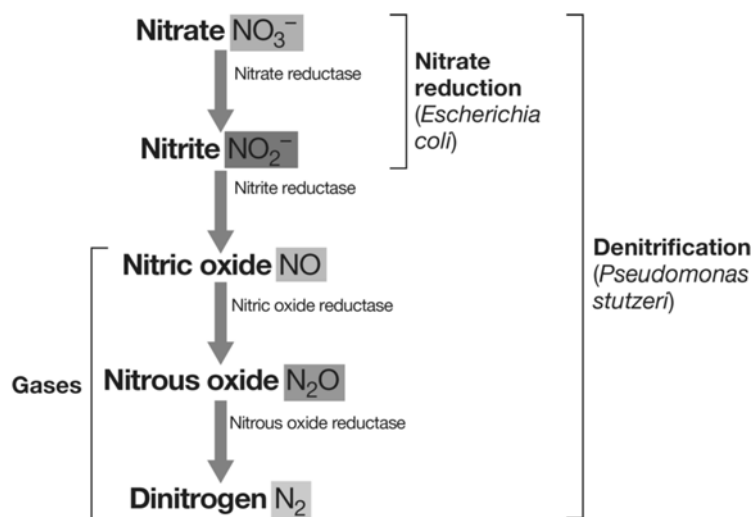 Nitrate NO₃⁻
Nitrate reductase
Nitrate
reduction
(Escherichia
coli)
Nitrite NO₂⁻
Nitrite reductase
Denitrification
(Pseudomonas
stutzeri)
Nitric oxide NO
Nitric oxide reductase
Gases
Nitrous oxide N₂O
Nitrous oxide reductase
Dinitrogen N₂